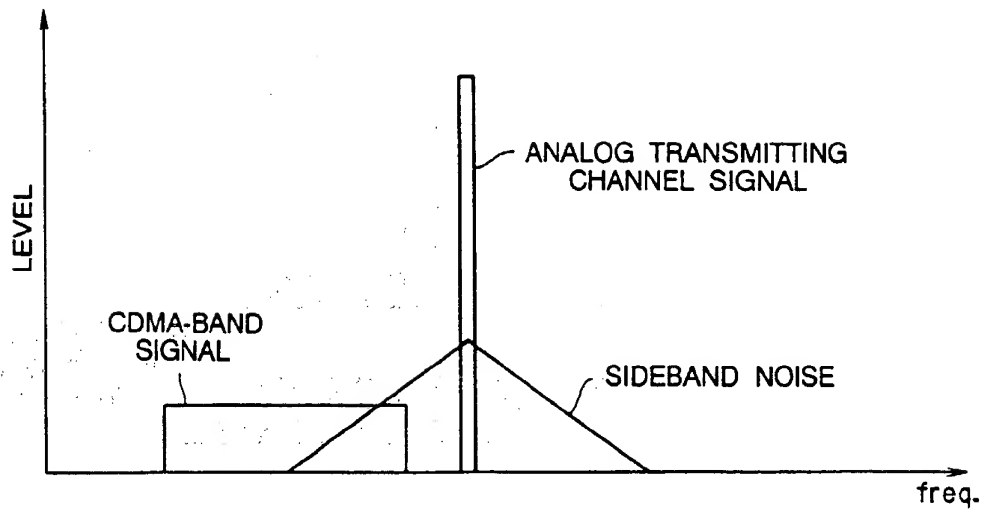 ANALOG TRANSMITTING
CHANNEL SIGNAL
LEVEL
CDMA-BAND
SIGNAL
SIDEBAND NOISE
freq.